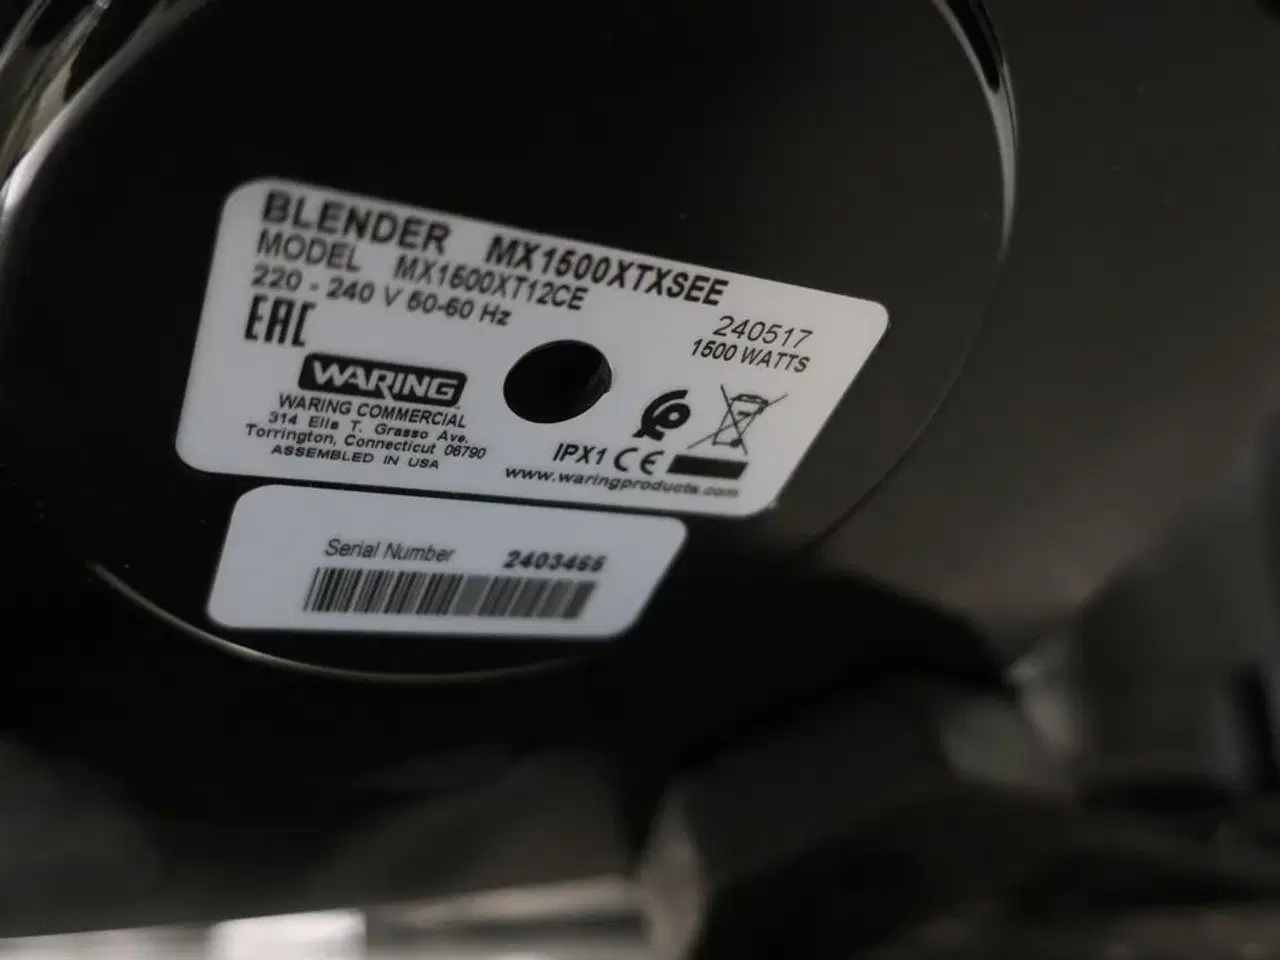 BLENDER MX1500XTXSEE
MODEL MX1500XT12CE
220 - 240 V 50-60 Hz
240517
1500 WATTS
EAC
WARING
WARING COMMERCIAL
314 Ella T. Grasso Ave.
Torrington, Connecticut 06790
ASSEMBLED IN USA
IPX1 CE
www.waringproducts.com
Serial Number 2403465